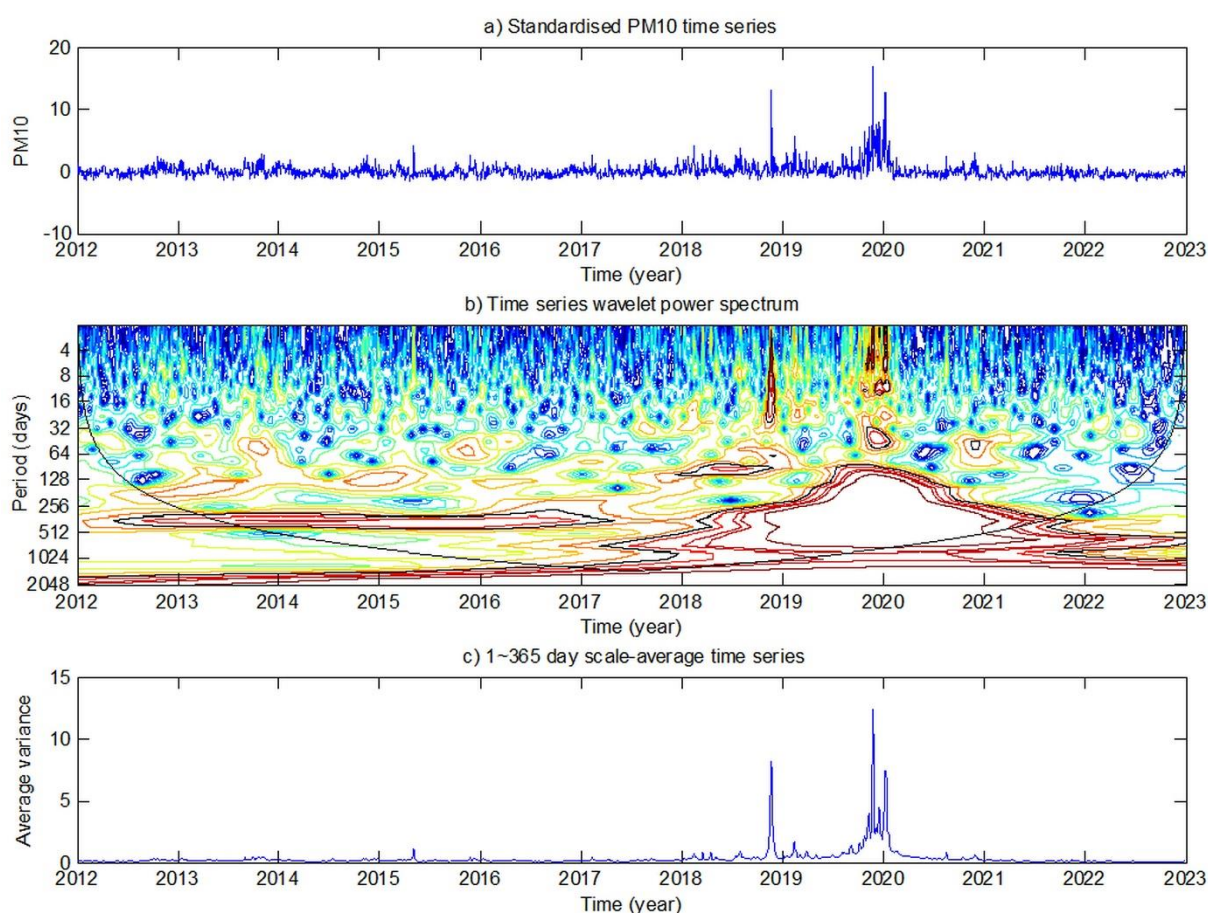 a) Standardised PM10 time series
20
10
0
-10
PM10
2012 2013 2014 2015 2016 2017 2018 2019 2020 2021 2022 2023
Time (year)
b) Time series wavelet power spectrum
4
8
16
32
64
128
256
512
1024
2048
Period (days)
2012 2013 2014 2015 2016 2017 2018 2019 2020 2021 2022 2023
Time (year)
c) 1~365 day scale-average time series
15
10
5
0
Average variance
2012 2013 2014 2015 2016 2017 2018 2019 2020 2021 2022 2023
Time (year)